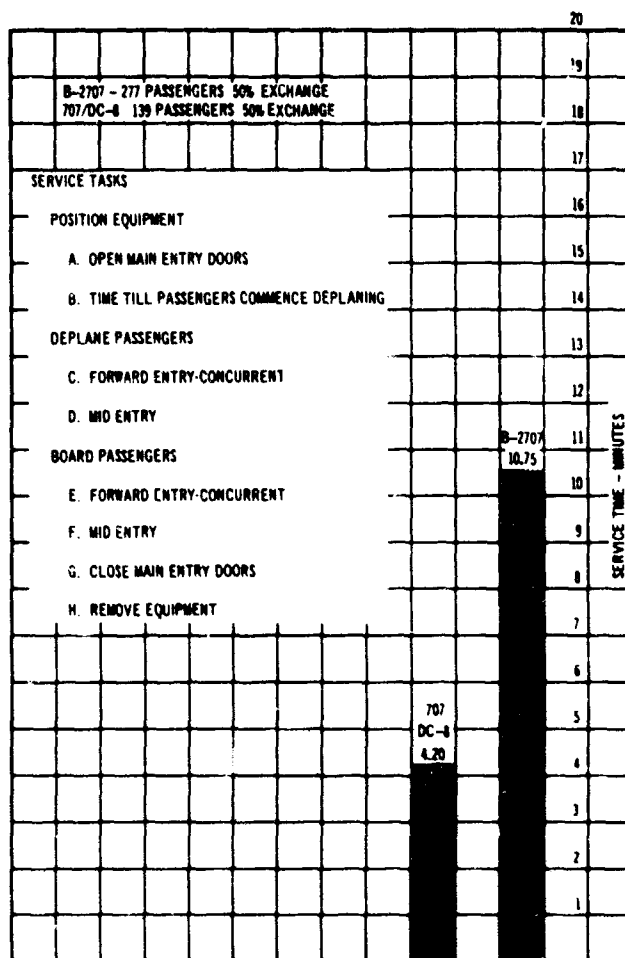 B-2707 - 277 PASSENGERS 50% EXCHANGE
707/DC-8 139 PASSENGERS 50% EXCHANGE
SERVICE TASKS
POSITION EQUIPMENT
A. OPEN MAIN ENTRY DOORS
B. TIME TILL PASSENGERS COMMENCE DEPLANING
DEPLANE PASSENGERS
C. FORWARD ENTRY-CONCURRENT
D. MID ENTRY
BOARD PASSENGERS
E. FORWARD ENTRY-CONCURRENT
F. MID ENTRY
G. CLOSE MAIN ENTRY DOORS
H. REMOVE EQUIPMENT
707
DC-8
4.20
B-2707
10.75
20
19
18
17
16
15
14
13
12
11
10
9
8
7
6
5
4
3
2
1
SERVICE TIME - MINUTES